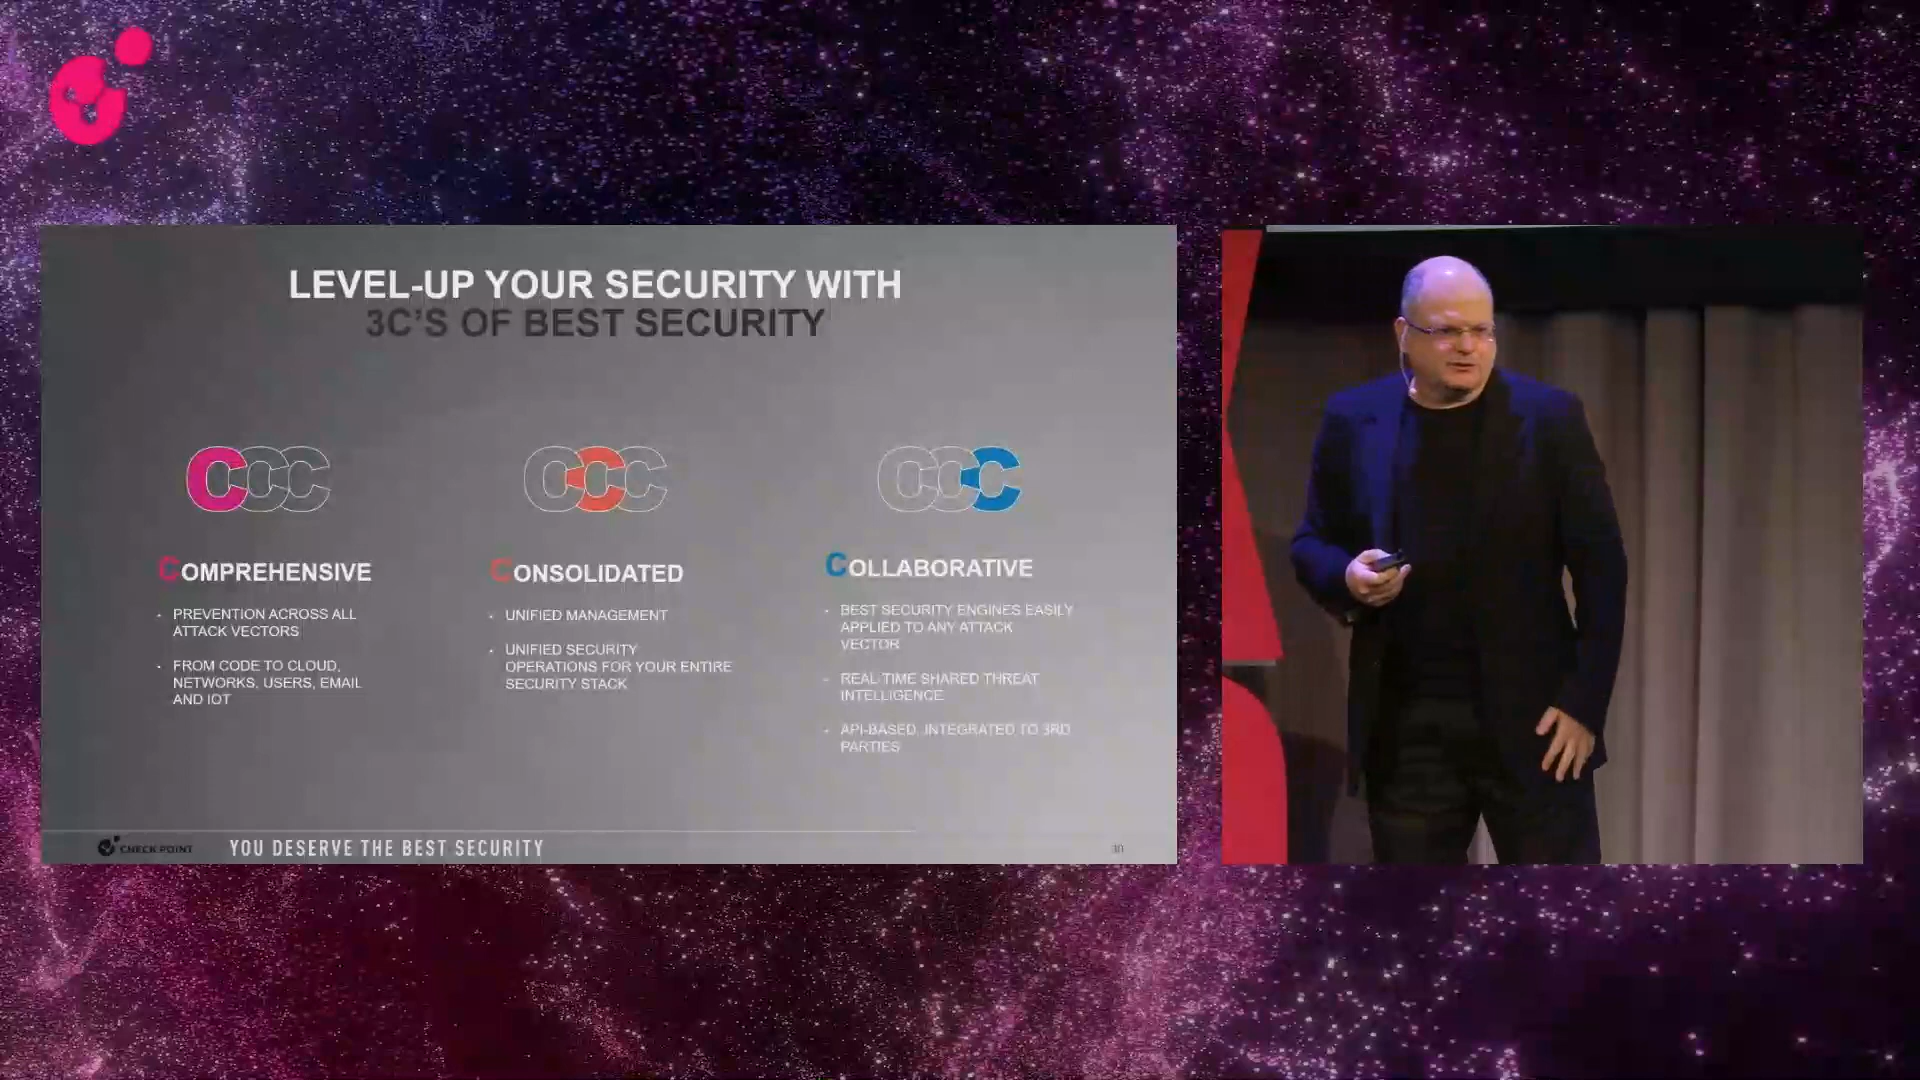 LEVEL-UP YOUR SECURITY WITH
3C'S OF BEST SECURITY
CCC
CCC
CCC
COMPREHENSIVE
• PREVENTION ACROSS ALL
ATTACK VECTORS
• FROM CODE TO CLOUD,
NETWORKS, USERS, EMAIL
AND IOT
CONSOLIDATED
• UNIFIED MANAGEMENT
• UNIFIED SECURITY
OPERATIONS FOR YOUR ENTIRE
SECURITY STACK
COLLABORATIVE
• BEST SECURITY ENGINES EASILY
APPLIED TO ANY ATTACK
VECTOR
• REAL-TIME SHARED THREAT
INTELLIGENCE
• API-BASED, INTEGRATED TO 3RD
PARTIES
CHECK POINT
YOU DESERVE THE BEST SECURITY